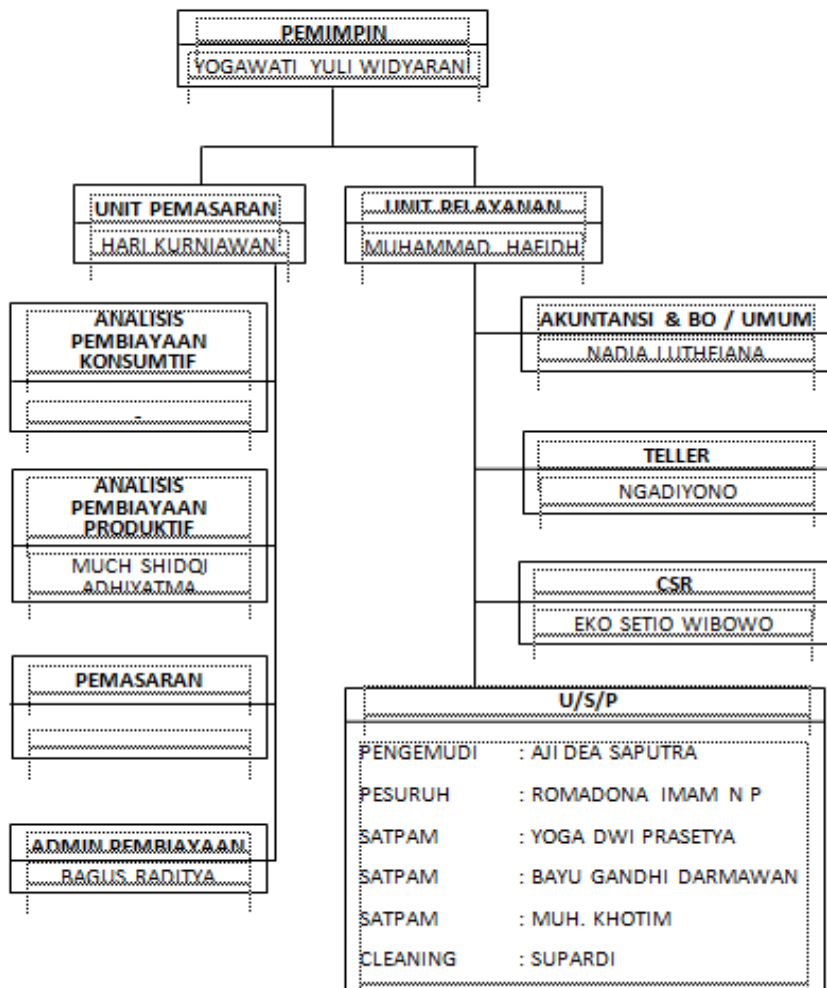 PEMIMPIN
YOGAWATI YULI WIDYARANI
UNIT PEMASARAN
HARI KURNIAWAN
UNIT PELAYANAN
MUHAMMAD HAFIDH
ANALISIS
PEMBIAYAAN
KONSUMTIF
-
ANALISIS
PEMBIAYAAN
PRODUKTIF
MUCH SHIDQI
ADHIYATMA
PEMASARAN
ADMIN PEMBIAYAAN
BAGUS RADITYA
AKUNTANSI & BO / UMUM
NADIA LUTHFIANA
TELLER
NGADIYONO
CSR
EKO SETIO WIBOWO
U/S/P
PENGEMUDI : AJI DEA SAPUTRA
PESURUH : ROMADONA IMAM N P
SATPAM : YOGA DWI PRASETYA
SATPAM : BAYU GANDHI DARMAWAN
SATPAM : MUH. KHOTIM
CLEANING : SUPARDI